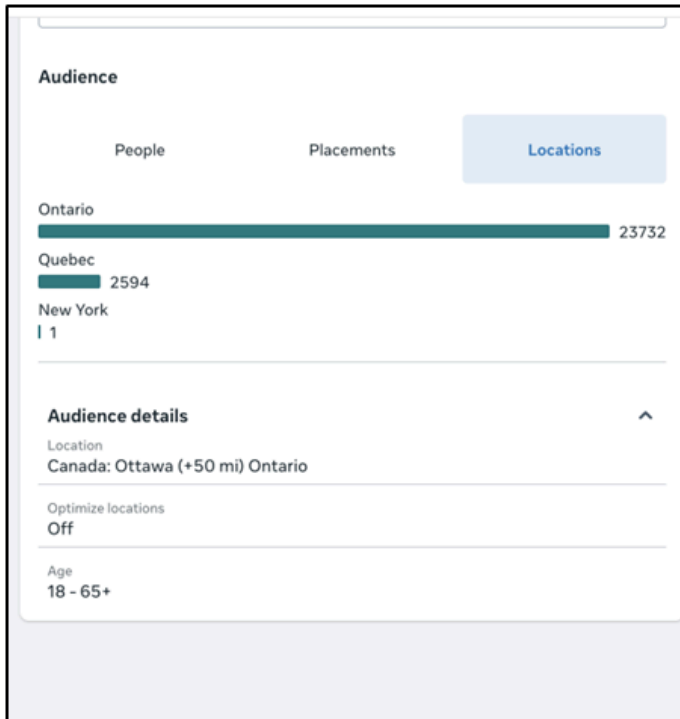 Audience
People Placements Locations
Ontario
23732
Quebec
2594
New York
1
Audience details
Location
Canada: Ottawa (+50 mi) Ontario
Optimize locations
Off
Age
18 - 65+